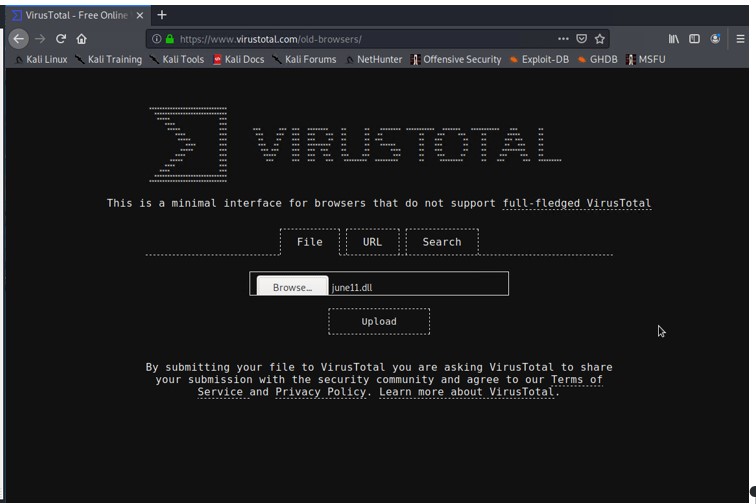 VirusTotal - Free Online
https://www.virustotal.com/old-browsers/
Kali Linux Kali Training Kali Tools Kali Docs Kali Forums NetHunter Offensive Security Exploit-DB GHDB MSFU
VIRUSTOTAL
This is a minimal interface for browsers that do not support full-fledged VirusTotal
File URL Search
Browse... june11.dll
Upload
By submitting your file to VirusTotal you are asking VirusTotal to share
your submission with the security community and agree to our Terms of
Service and Privacy Policy. Learn more about VirusTotal.